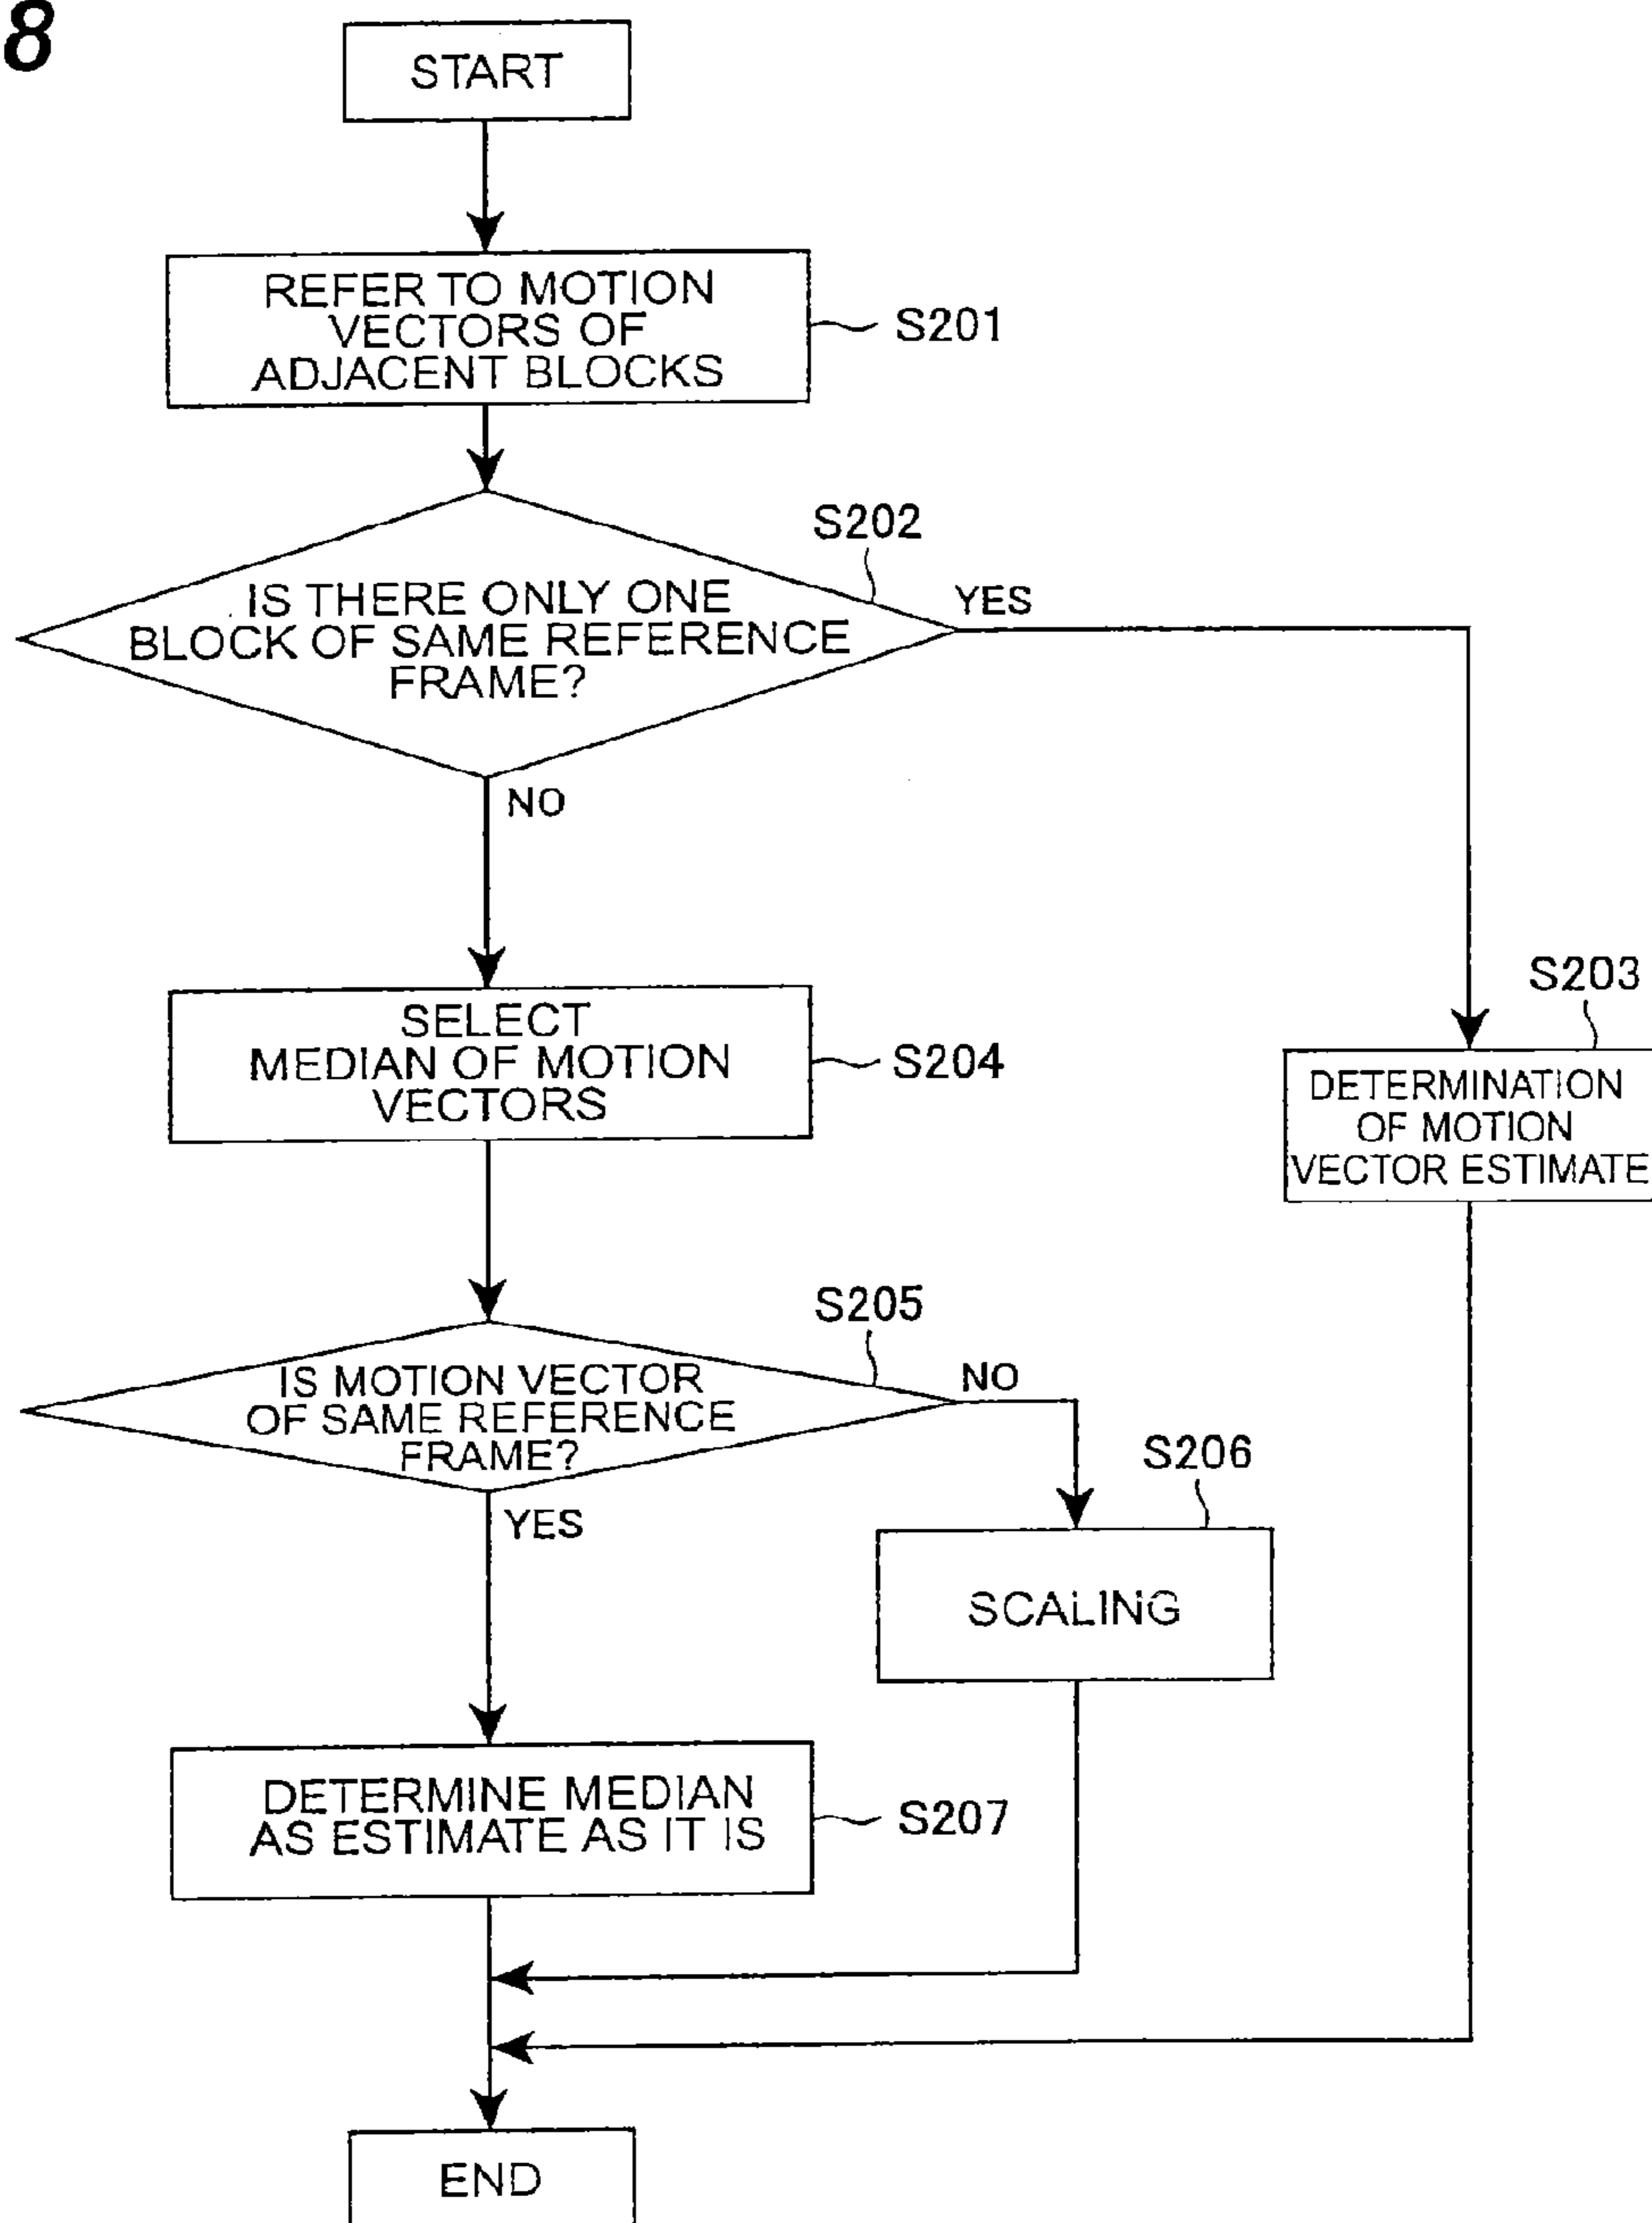 8
START
REFER TO MOTION
VECTORS OF
ADJACENT BLOCKS
S201
S202
IS THERE ONLY ONE
BLOCK OF SAME REFERENCE
FRAME?
YES
NO
SELECT
MEDIAN OF MOTION
VECTORS
S204
S203
DETERMINATION
OF MOTION
VECTOR ESTIMATE
S205
IS MOTION VECTOR
OF SAME REFERENCE
FRAME?
NO
YES
S206
SCALING
DETERMINE MEDIAN
AS ESTIMATE AS IT IS
S207
END